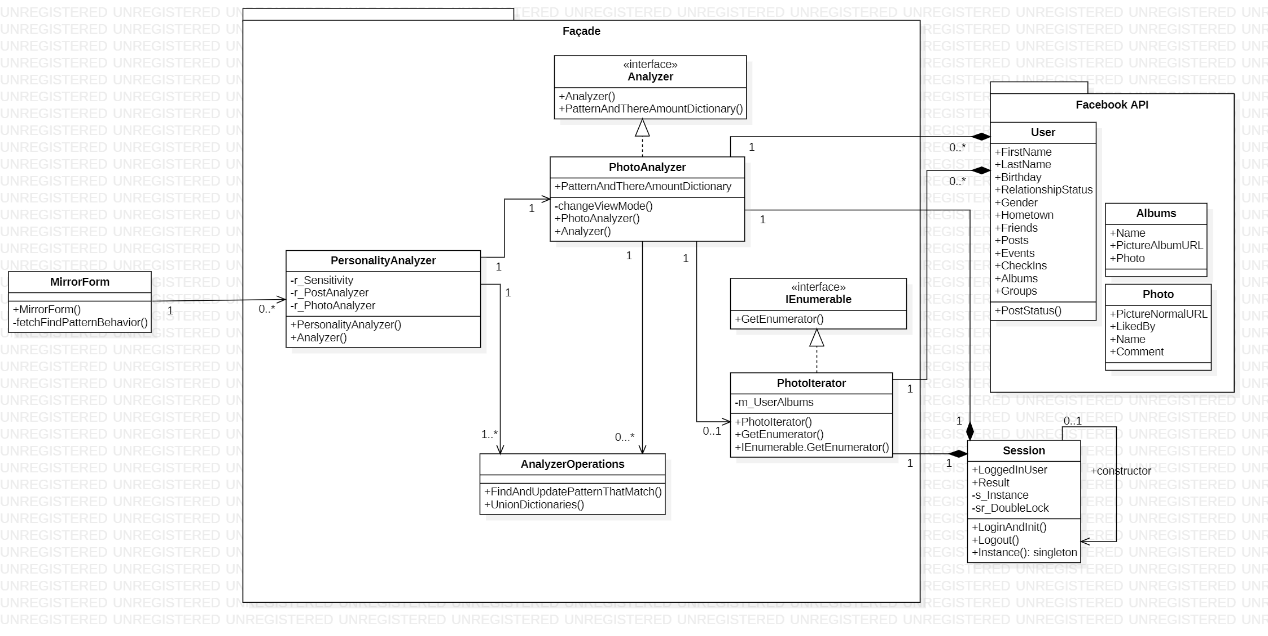 Façade
«interface»
Analyzer
+Analyzer()
+PatternAndThereAmountDictionary()
Facebook API
User
+FirstName
+LastName
+Birthday
+RelationshipStatus
+Gender
+Hometown
+Friends
+Posts
+Events
+CheckIns
+Albums
+Groups
+PostStatus()
Albums
+Name
+PictureAlbumURL
+Photo
Photo
+PictureNormalURL
+LikedBy
+Name
+Comment
1
0..*
0..*
PhotoAnalyzer
+PatternAndThereAmountDictionary
-changeViewMode()
+PhotoAnalyzer()
+Analyzer()
1
1
1
1
PersonalityAnalyzer
-r_Sensitivity
-r_PostAnalyzer
-r_PhotoAnalyzer
+PersonalityAnalyzer()
+Analyzer()
1
1
MirrorForm
+MirrorForm()
-fetchFindPatternBehavior()
1
0..*
«interface»
IEnumerable
+GetEnumerator()
PhotoIterator
-m_UserAlbums
+PhotoIterator()
+GetEnumerator()
+IEnumerable.GetEnumerator()
1
0..1
1
1
1..*
0...*
AnalyzerOperations
+FindAndUpdatePatternThatMatch()
+UnionDictionaries()
1
0..1
Session
+LoggedInUser
+Result
-s_Instance
-sr_DoubleLock
+LoginAndInit()
+Logout()
+Instance(): singleton
+constructor
UNREGISTERED